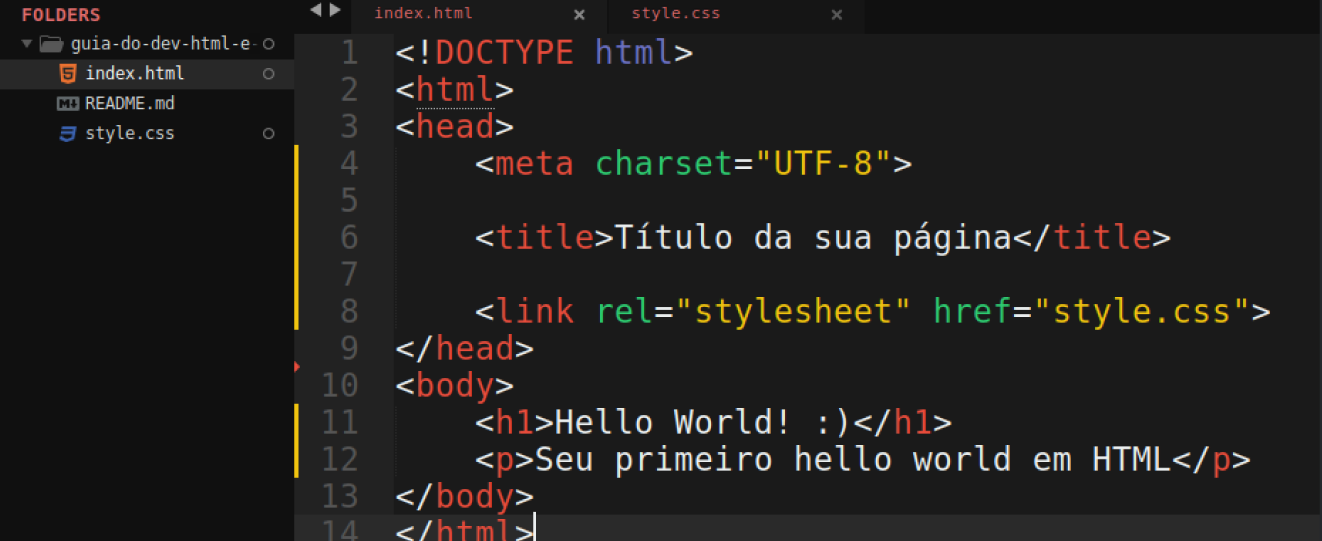 FOLDERS
guia-do-dev-html-e-
index.html
README.md
style.css
index.html ×
style.css ×
1 <!DOCTYPE html>
2 <html>
3 <head>
4     <meta charset="UTF-8">
5
6     <title>Título da sua página</title>
7
8     <link rel="stylesheet" href="style.css">
9 </head>
10 <body>
11     <h1>Hello World! :)</h1>
12     <p>Seu primeiro hello world em HTML</p>
13 </body>
14 </html>